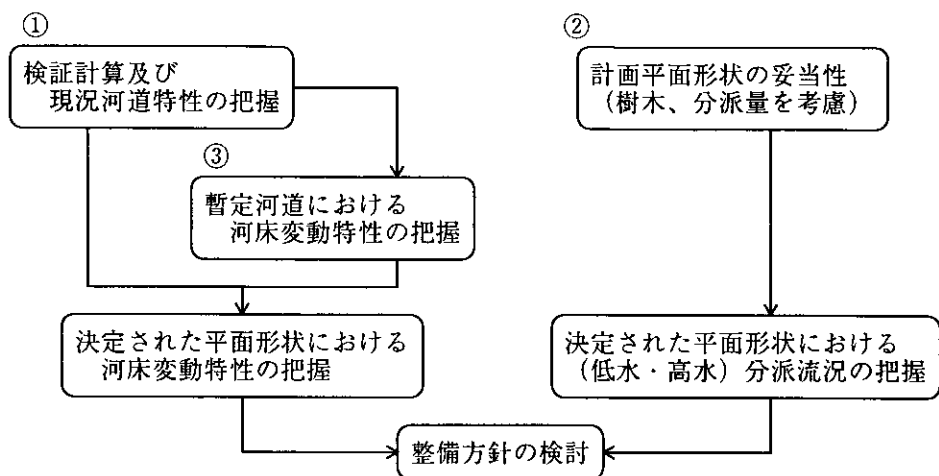 ①
検証計算及び
現況河道特性の把握
②
計画平面形状の妥当性
（樹木、分派量を考慮）
③
暫定河道における
河床変動特性の把握
決定された平面形状における
河床変動特性の把握
決定された平面形状における
（低水・高水）分派流況の把握
整備方針の検討